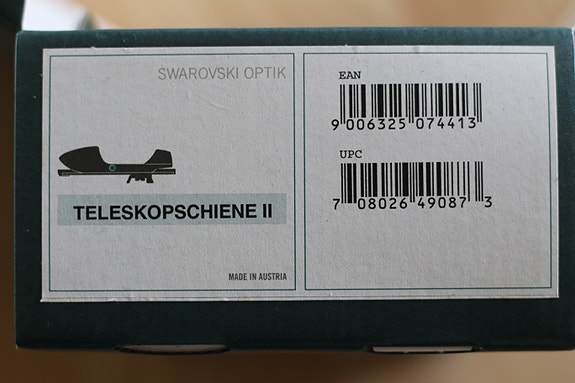 SWAROVSKI OPTIK
TELESKOPSCHIENE II
MADE IN AUSTRIA
EAN
9 006325 074413
UPC
7 08026 49087 3